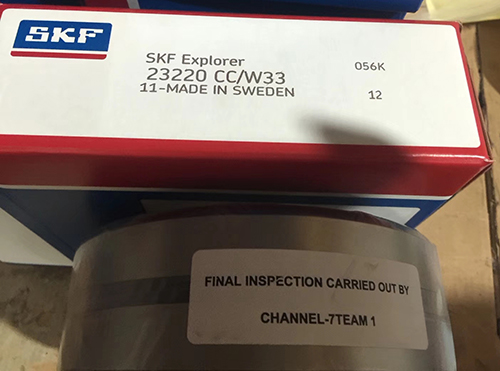 SKF
SKF Explorer
23220 CC/W33
11-MADE IN SWEDEN
056K
12
FINAL INSPECTION CARRIED OUT BY
CHANNEL-7TEAM 1